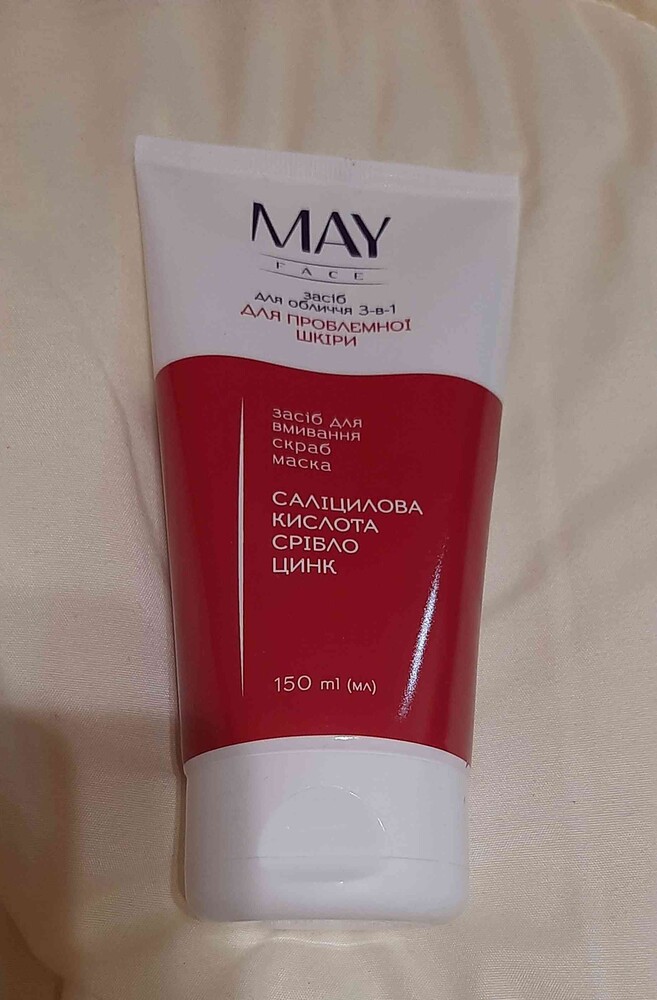 MAY
FACE
засіб
для обличчя 3-в-1
ДЛЯ ПРОБЛЕМНОЇ
ШКІРИ
засіб для
вмивання
скраб
маска
САЛІЦИЛОВА
КИСЛОТА
СРІБЛО
ЦИНК
150 ml (мл)